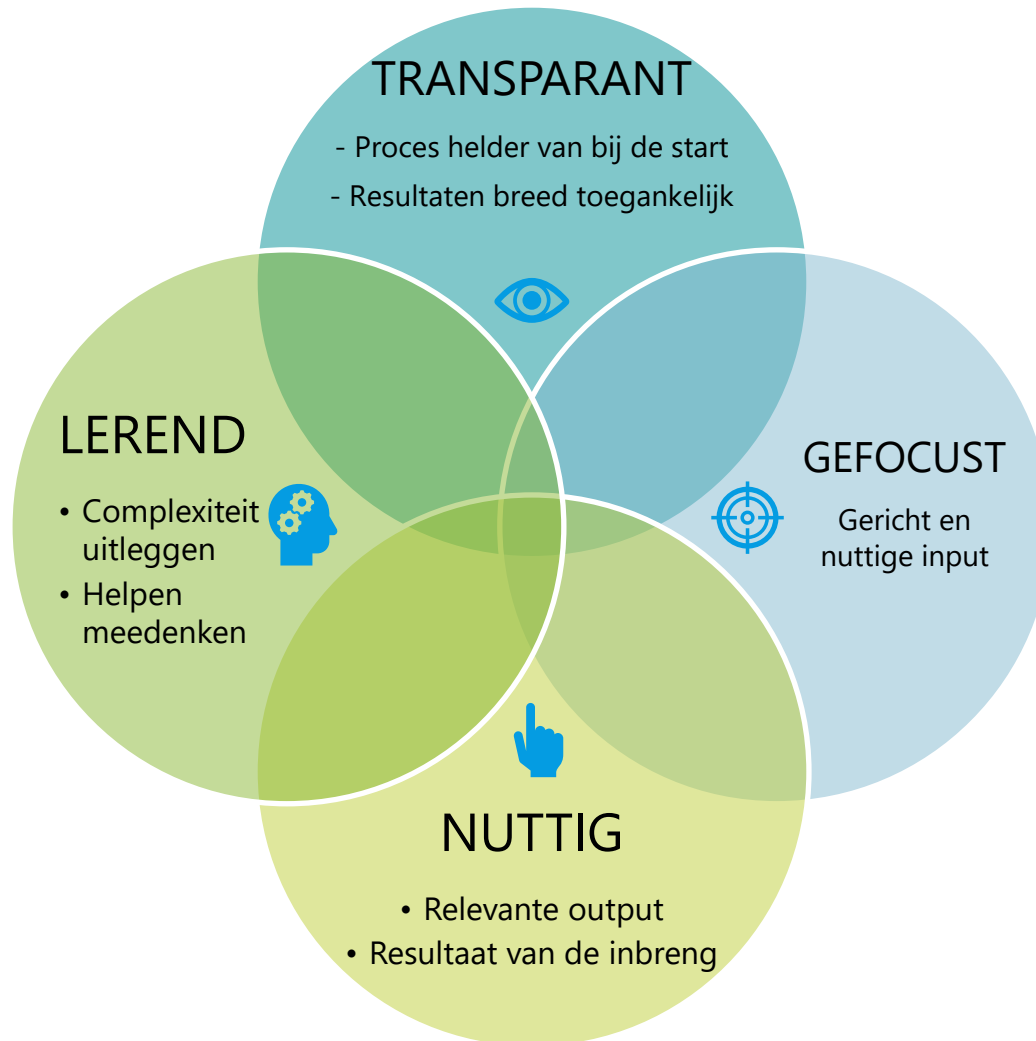 TRANSPARANT
- Proces helder van bij de start
- Resultaten breed toegankelijk
LEREND
• Complexiteit
uitleggen
• Helpen
meedenken
GEFOCUST
Gericht en
nuttige input
NUTTIG
• Relevante output
• Resultaat van de inbreng